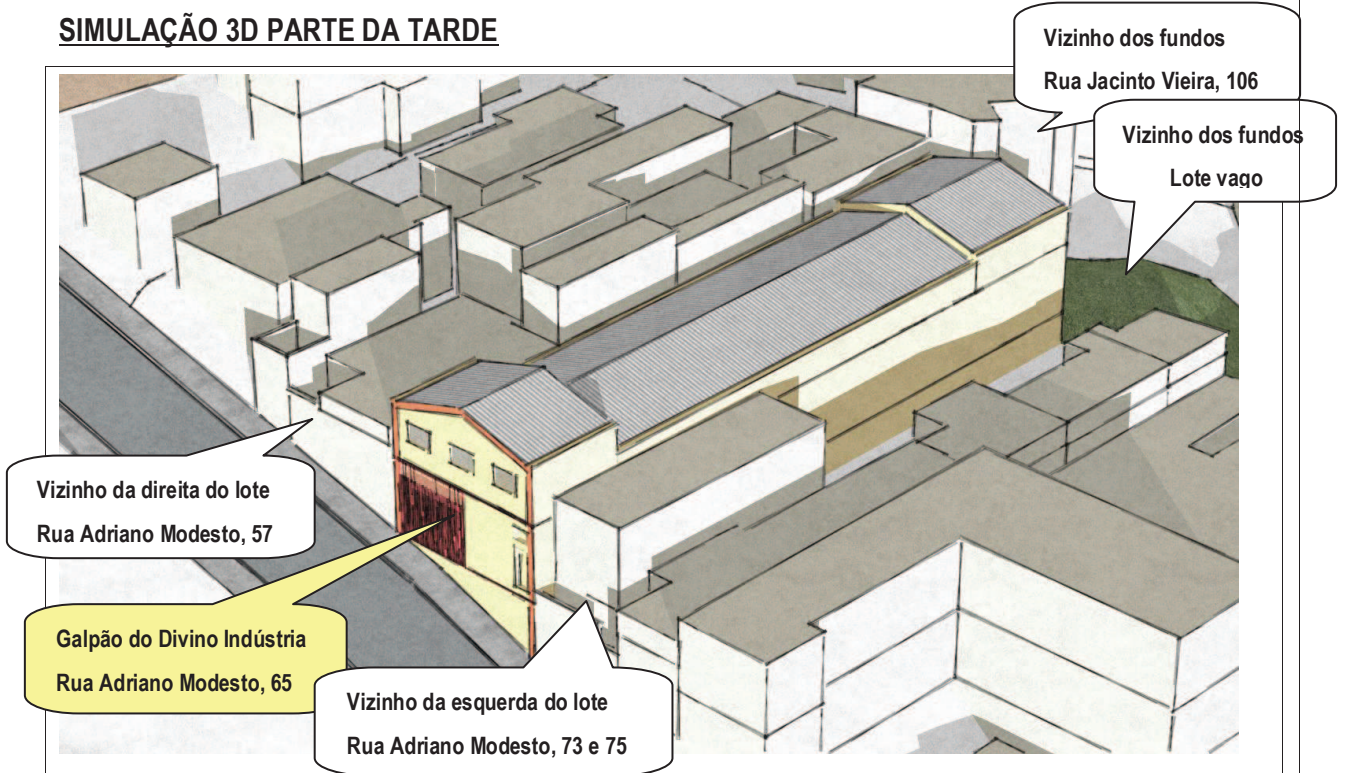 SIMULAÇÃO 3D PARTE DA TARDE
Vizinho dos fundos
Rua Jacinto Vieira, 106
Vizinho dos fundos
Lote vago
Vizinho da direita do lote
Rua Adriano Modesto, 57
Galpão do Divino Indústria
Rua Adriano Modesto, 65
Vizinho da esquerda do lote
Rua Adriano Modesto, 73 e 75